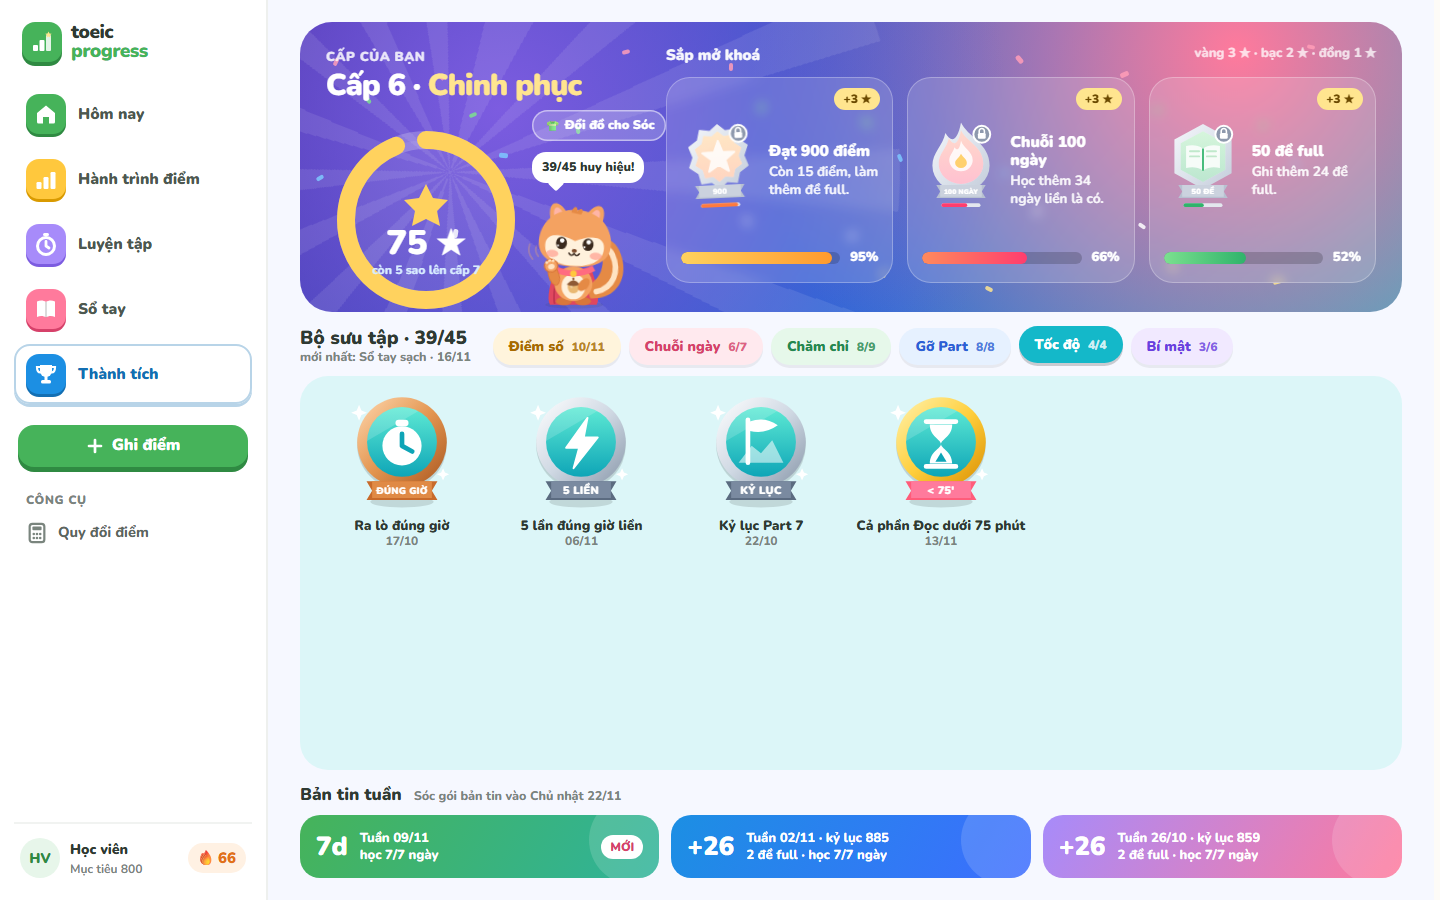 toeic
progress
Hôm nay
Hành trình điểm
Luyện tập
Sổ tay
Thành tích
+ Ghi điểm
CÔNG CỤ
Quy đổi điểm
HV
Học viên
Mục tiêu 800
66
CẤP CỦA BẠN
Cấp 6 · Chinh phục
Đổi đồ cho Sóc
39/45 huy hiệu!
75 ★
còn 5 sao lên cấp 7
Sắp mở khoá
vàng 3 ★ · bạc 2 ★ · đồng 1 ★
+3 ★
900
Đạt 900 điểm
Còn 15 điểm, làm
thêm đề full.
95%
+3 ★
100 NGÀY
Chuỗi 100
ngày
Học thêm 34
ngày liền là có.
66%
+3 ★
50 ĐỀ
50 đề full
Ghi thêm 24 đề
full.
52%
Bộ sưu tập · 39/45
mới nhất: Sổ tay sạch · 16/11
Điểm số 10/11
Chuỗi ngày 6/7
Chăm chỉ 8/9
Gỡ Part 8/8
Tốc độ 4/4
Bí mật 3/6
ĐÚNG GIỜ
Ra lò đúng giờ
17/10
5 LIỀN
5 lần đúng giờ liền
06/11
KỶ LỤC
Kỷ lục Part 7
22/10
< 75'
Cả phần Đọc dưới 75 phút
13/11
Bản tin tuần
Sóc gói bản tin vào Chủ nhật 22/11
7d
Tuần 09/11
học 7/7 ngày
MỚI
+26
Tuần 02/11 · kỷ lục 885
2 đề full · học 7/7 ngày
+26
Tuần 26/10 · kỷ lục 859
2 đề full · học 7/7 ngày